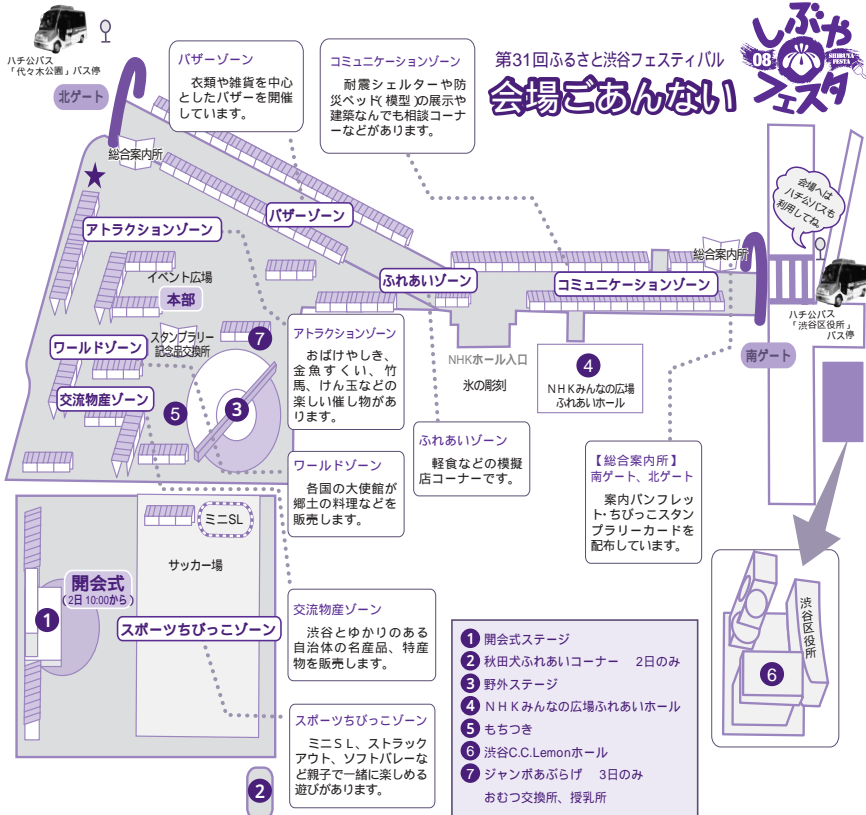 ハチ公バス
「代々木公園」バス停
北ゲート
バザーゾーン
衣類や雑貨を中心
としたバザーを開催
しています。
コミュニケーションゾーン
耐震シェルターや防
災ベッド(模型)の展示や
建築なんでも相談コーナ
ーなどがあります。
第31回ふるさと渋谷フェスティバル
会場ごあんない
しぶや
08
SHIBUYA
FESTA
フェスタ
総合案内所
★
アトラクションゾーン
バザーゾーン
イベント広場
本部
ふれあいゾーン
コミュニケーションゾーン
総合案内所
会場へは
ハチ公バスも
利用してね。
ハチ公バス
「渋谷区役所」
バス停
南ゲート
ワールドゾーン
スタンプラリー
記念品交換所
7
交流物産ゾーン
5
3
アトラクションゾーン
おばけやしき、
金魚すくい、竹
馬、けん玉などの
楽しい催し物があ
ります。
NHKホール入口
氷の彫刻
4
NHKみんなの広場
ふれあいホール
ふれあいゾーン
軽食などの模擬
店コーナーです。
ワールドゾーン
各国の大使館が
郷土の料理などを
販売します。
【総合案内所】
南ゲート、北ゲート
案内パンフレッ
ト・ちびっこスタン
プラリーカードを
配布しています。
ミニSL
サッカー場
開会式
(2日 10:00から)
1
スポーツちびっこゾーン
交流物産ゾーン
渋谷とゆかりのある
自治体の名産品、特産
物を販売します。
スポーツちびっこゾーン
ミニSL、ストラック
アウト、ソフトバレーな
ど親子で一緒に楽しめる
遊びがあります。
2
1 開会式ステージ
2 秋田犬ふれあいコーナー 2日のみ
3 野外ステージ
4 NHKみんなの広場ふれあいホール
5 もちつき
6 渋谷C.C.Lemonホール
7 ジャンボあぶらげ 3日のみ
おむつ交換所、授乳所
渋谷区役所
6